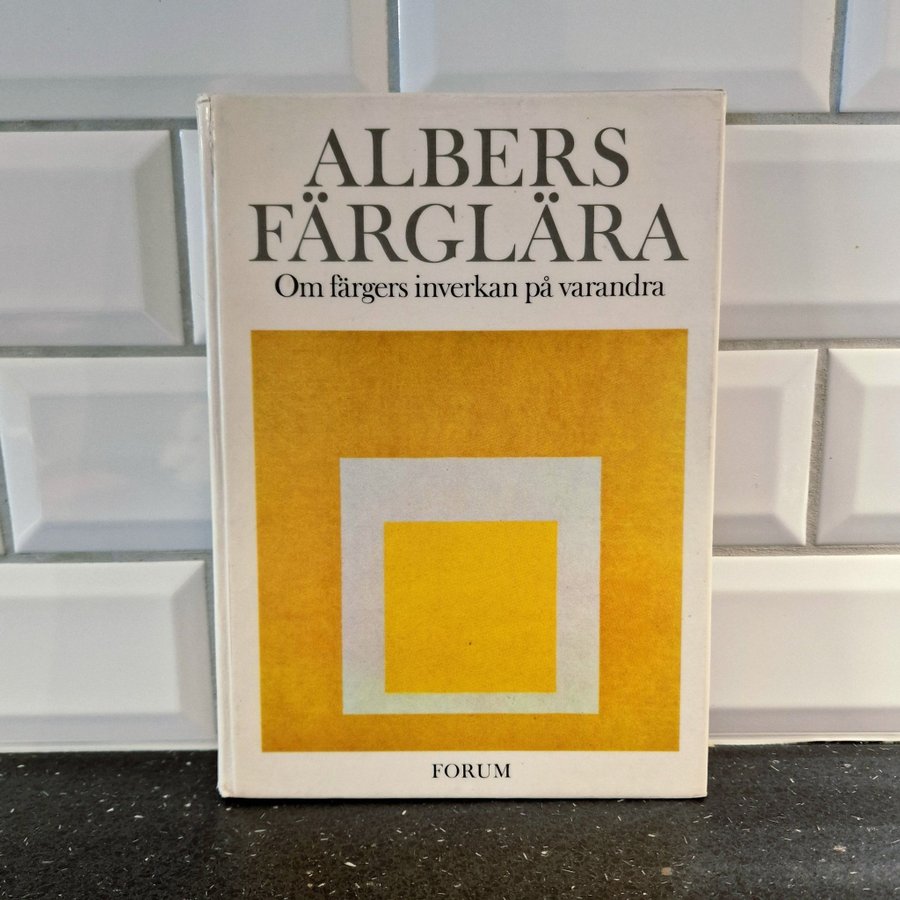 ALBERS
FÄRGLÄRA
Om färgers inverkan på varandra
FORUM